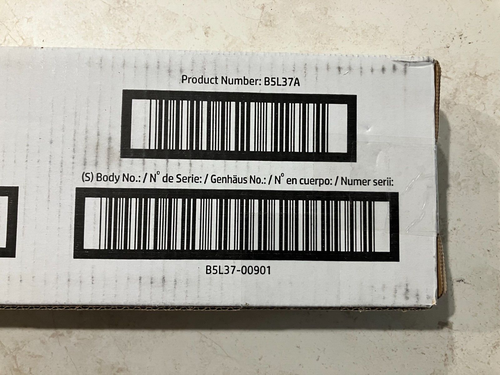 Product Number: B5L37A
(S) Body No.: / N° de Serie: / Genhäus No.: / N° en cuerpo: / Numer serii:
B5L37-00901